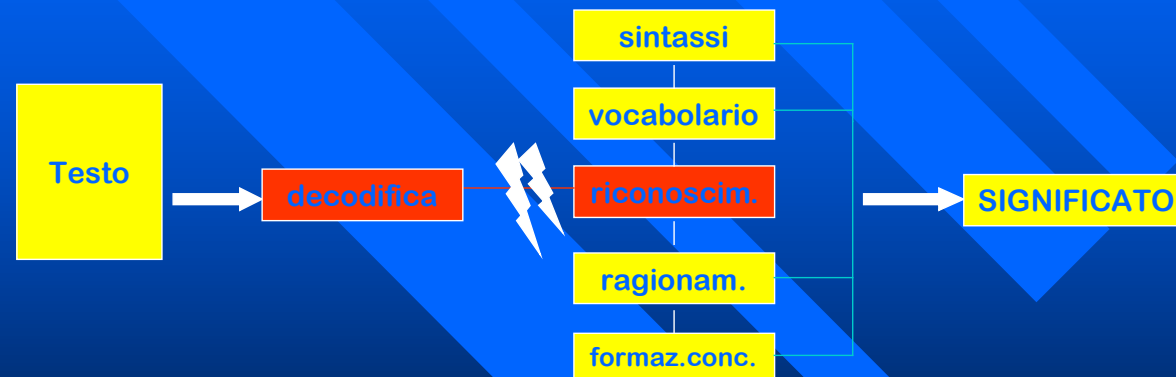 Testo
decodifica
sintassi
vocabolario
riconoscim.
ragionam.
formaz.conc.
SIGNIFICATO